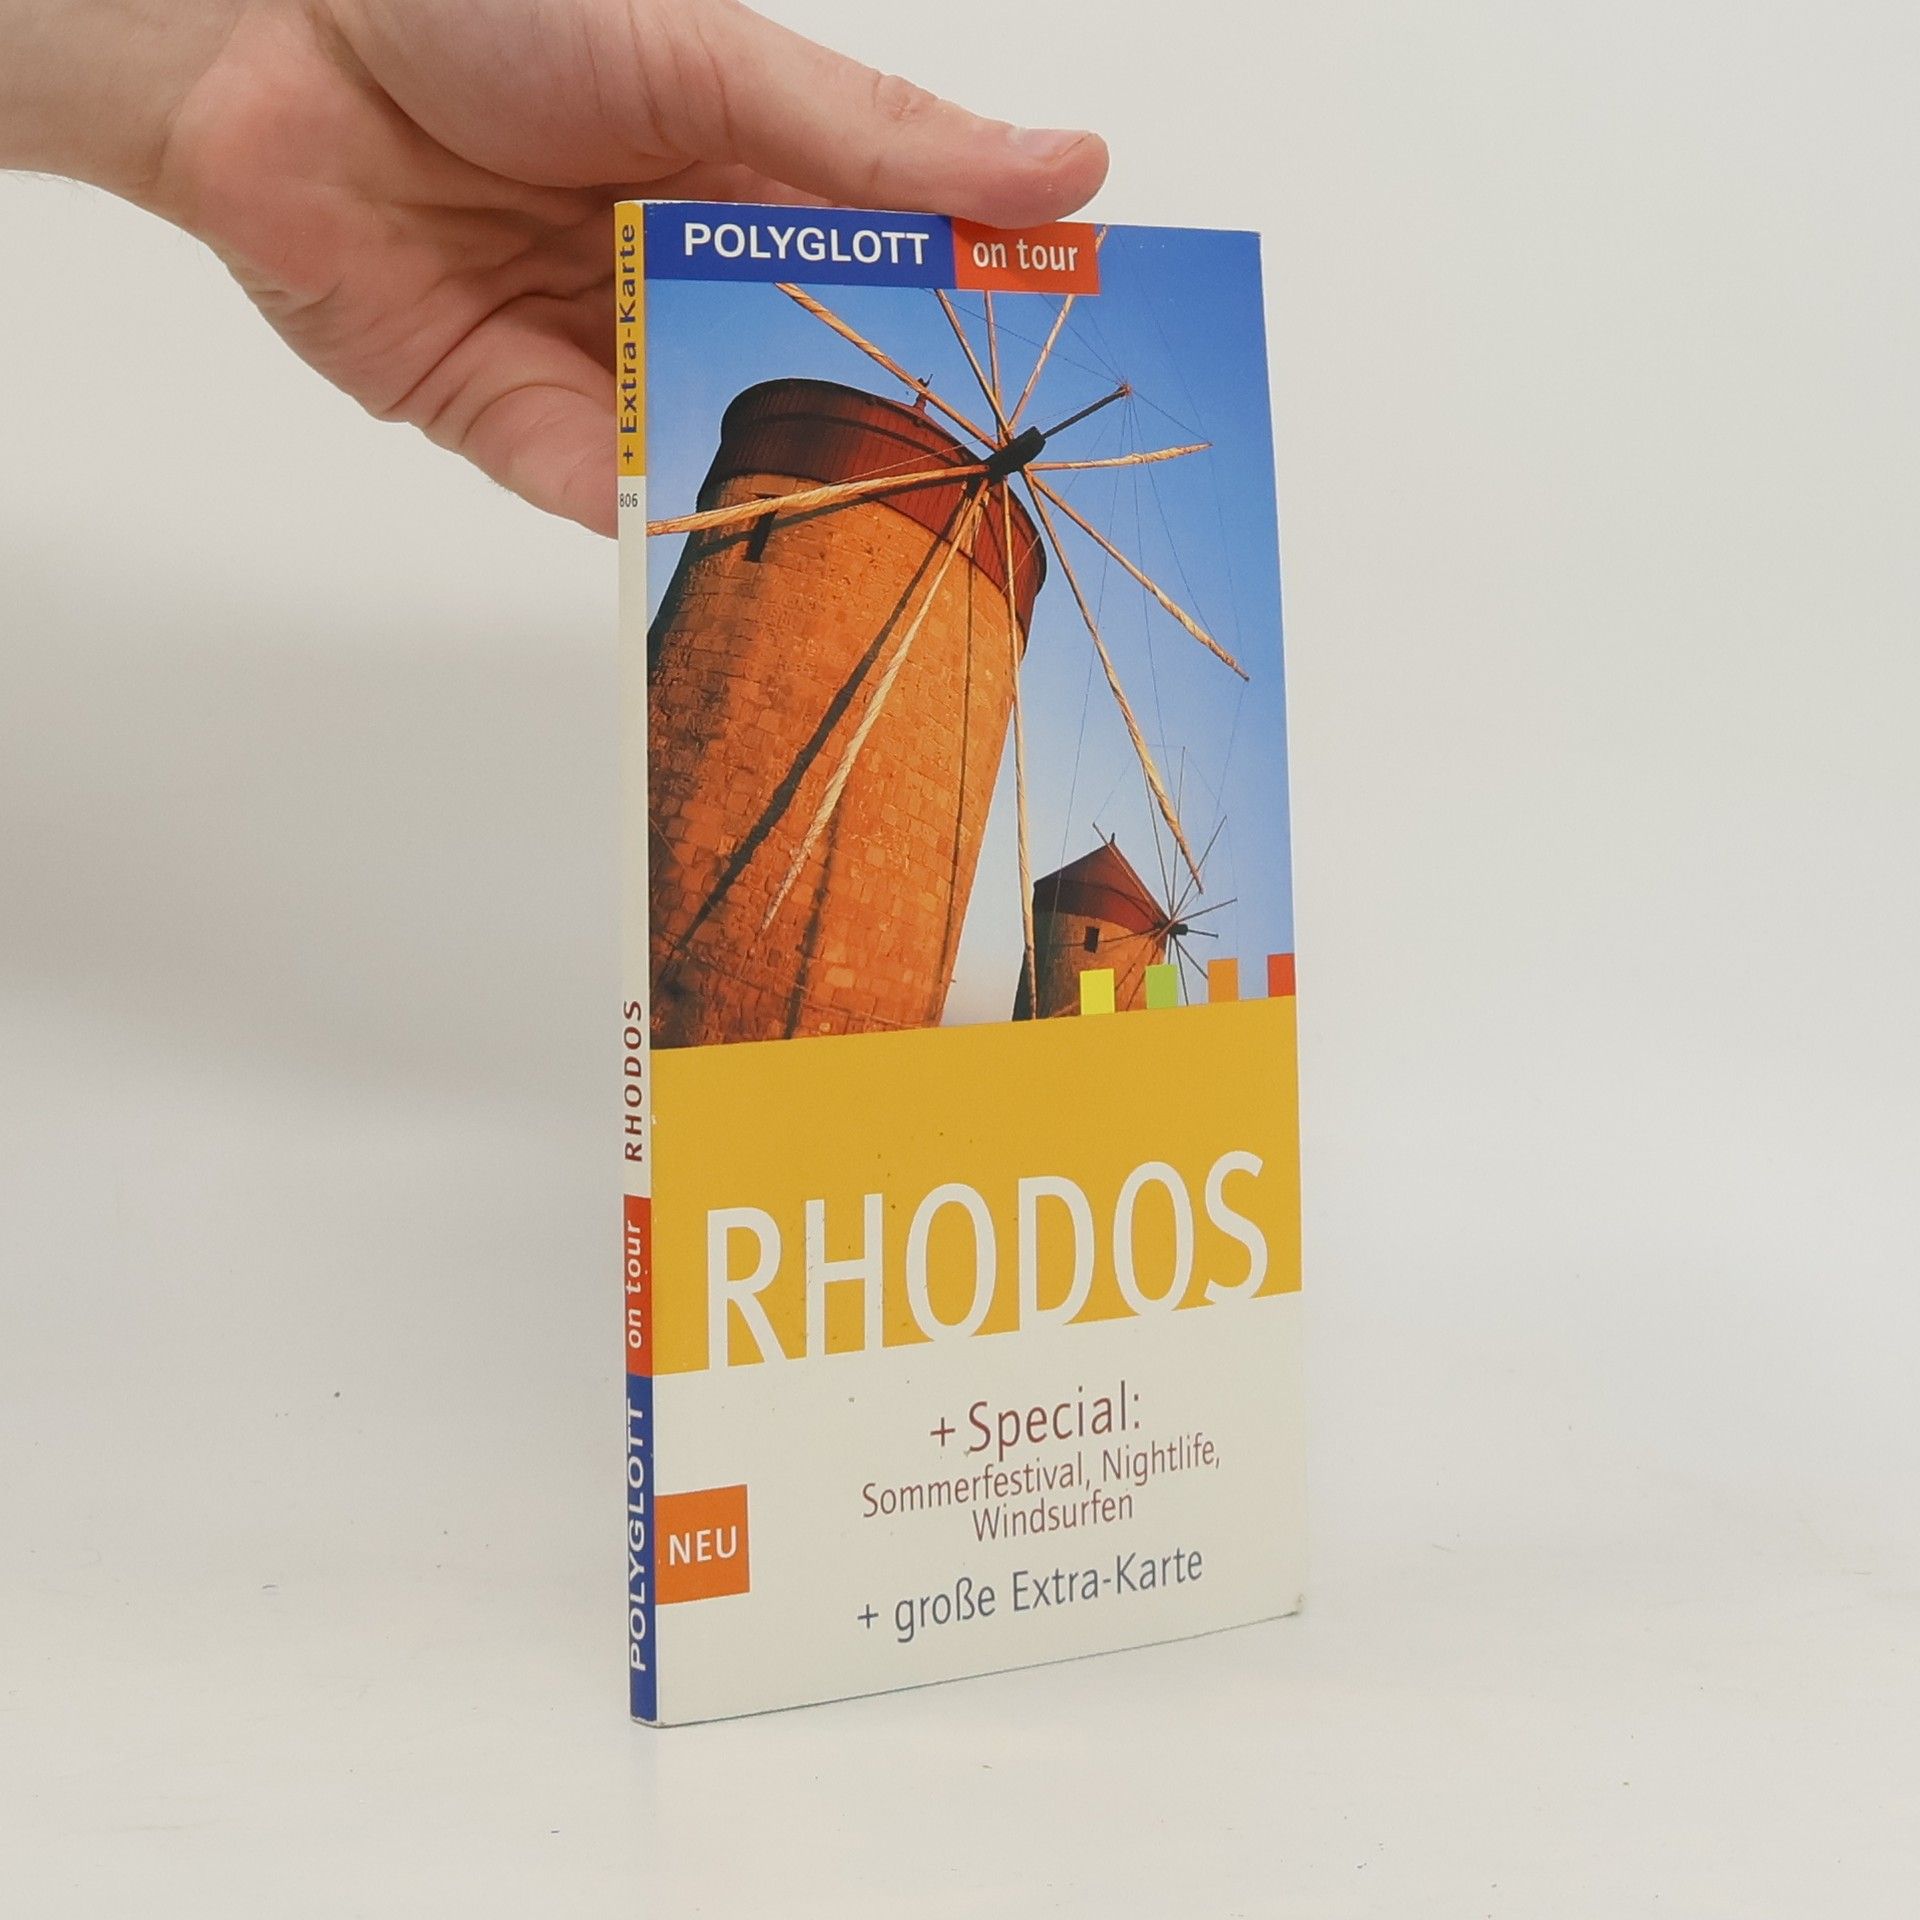 POLYGLOTT on tour
RHODOS
+ Special:
Sommerfestival, Nightlife,
Windsurfen
NEU
+ große Extra-Karte
POLYGLOTT on tour RHODOS 806 + Extra-Karte